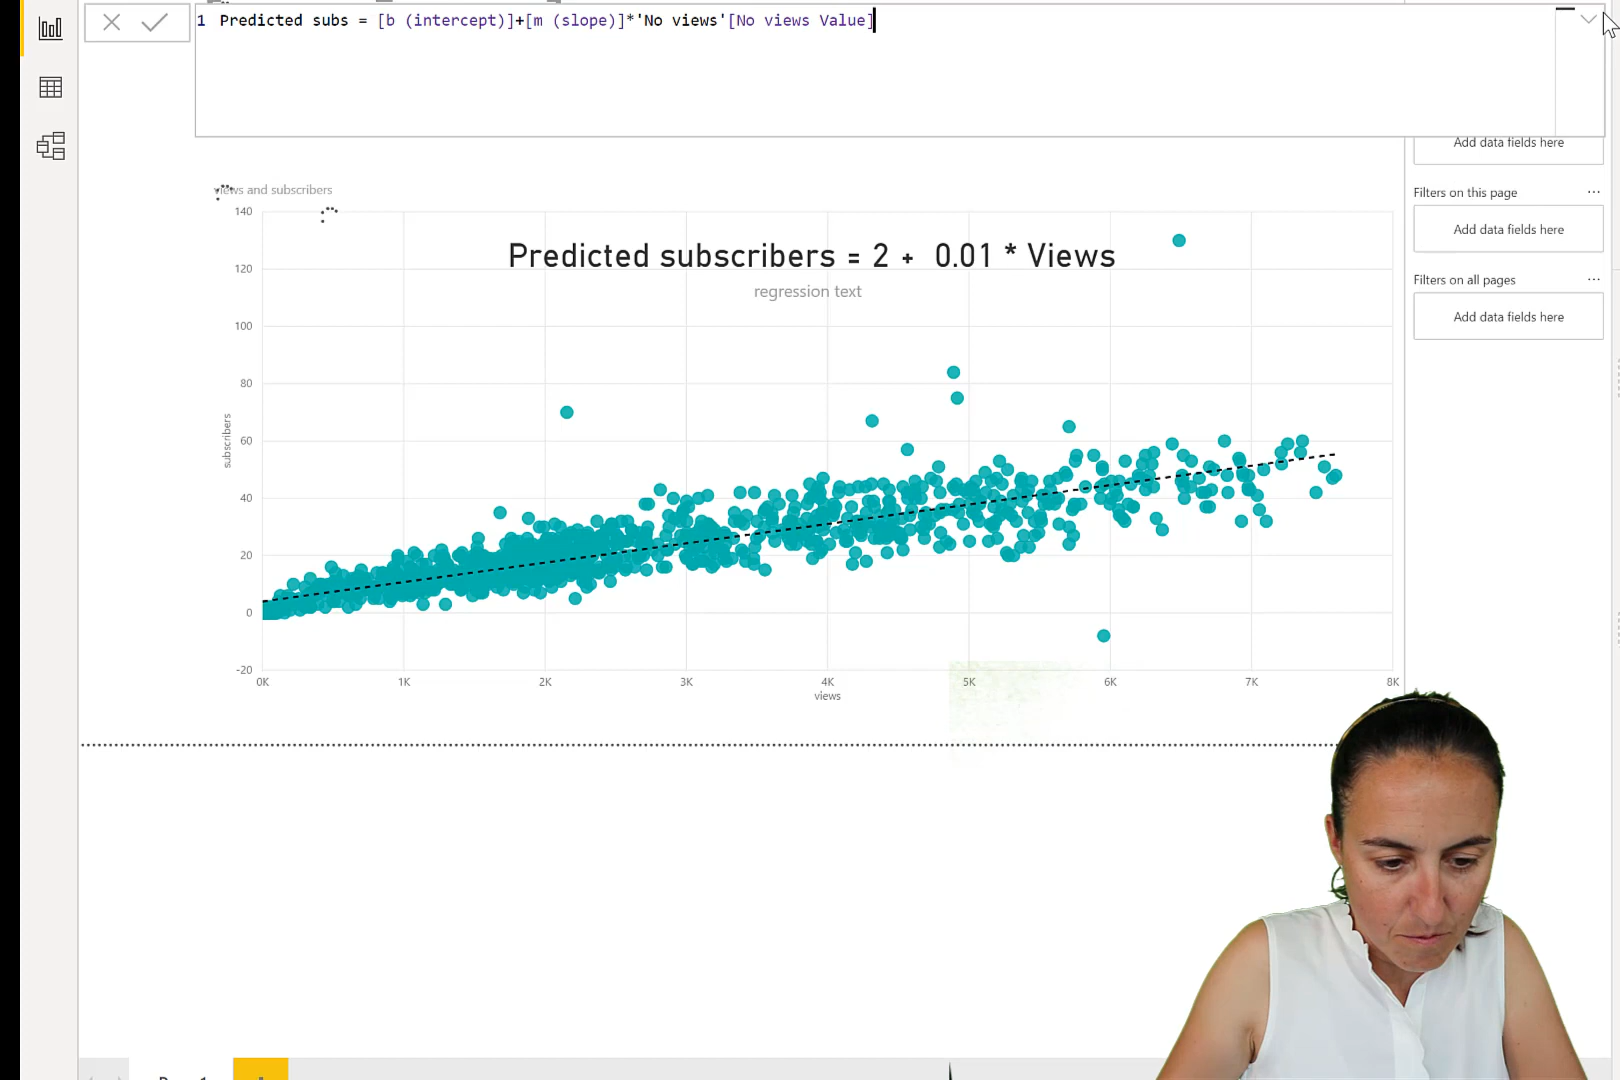 1 Predicted subs = [b (intercept)]+[m (slope)]*'No views'[No views Value]
Add data fields here
Filters on this page
...
Add data fields here
Filters on all pages
...
Add data fields here
views and subscribers
Predicted subscribers = 2 + 0.01 * Views
regression text
140
120
100
80
60
40
20
0
-20
subscribers
0K 1K 2K 3K 4K 5K 6K 7K 8K
views